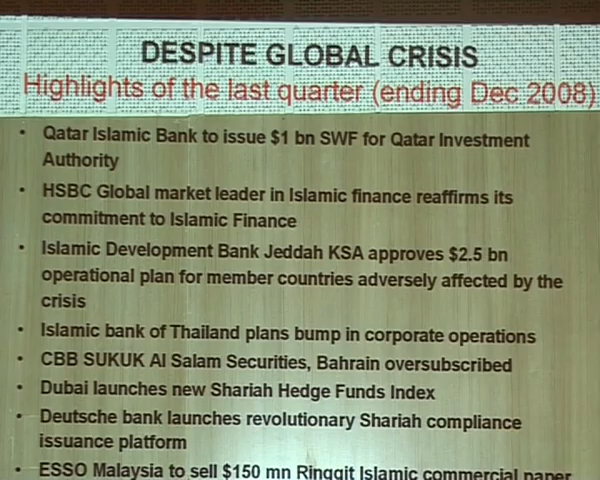 DESPITE GLOBAL CRISIS
Highlights of the last quarter (ending Dec 2008)
• Qatar Islamic Bank to issue $1 bn SWF for Qatar Investment
Authority
• HSBC Global market leader in Islamic finance reaffirms its
commitment to Islamic Finance
• Islamic Development Bank Jeddah KSA approves $2.5 bn
operational plan for member countries adversely affected by the
crisis
• Islamic bank of Thailand plans bump in corporate operations
• CBB SUKUK Al Salam Securities, Bahrain oversubscribed
• Dubai launches new Shariah Hedge Funds Index
• Deutsche bank launches revolutionary Shariah compliance
issuance platform
• ESSO Malaysia to sell $150 mn Ringgit Islamic commercial paper